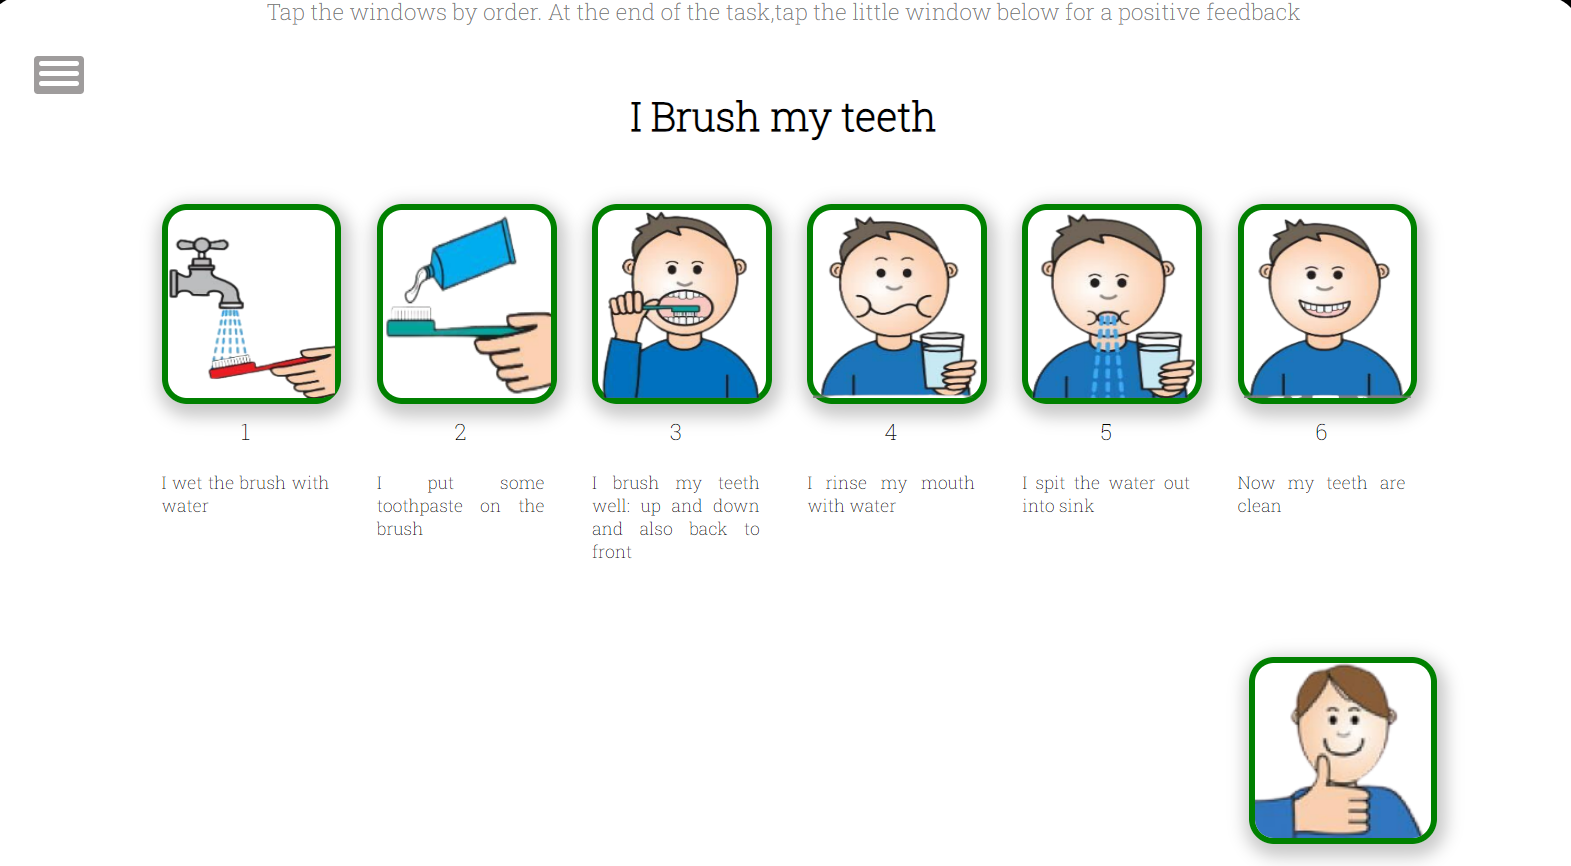 Tap the windows by order. At the end of the task,tap the little window below for a positive feedback
I Brush my teeth
1
I wet the brush with
water
2
I put some
toothpaste on the
brush
3
I brush my teeth
well: up and down
and also back to
front
4
I rinse my mouth
with water
5
I spit the water out
into sink
6
Now my teeth are
clean